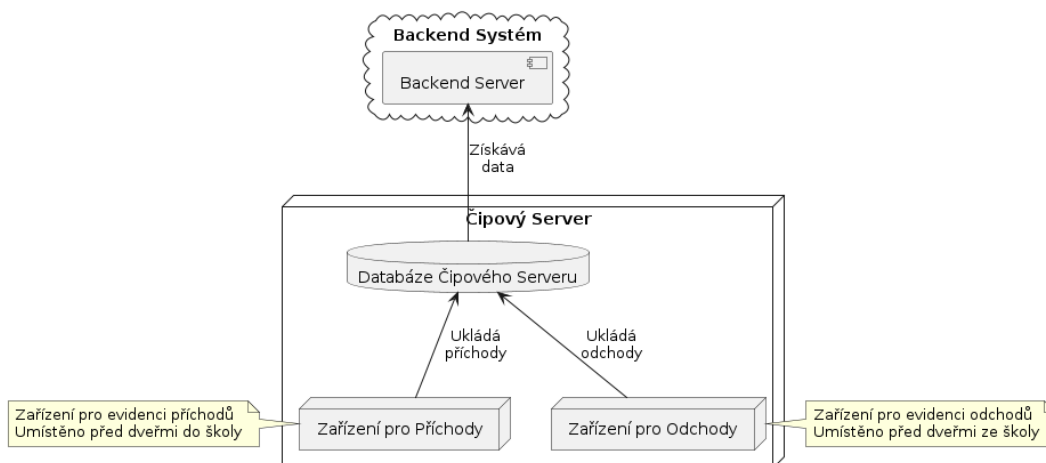 Backend Systém
Backend Server
Získává
data
Čipový Server
Databáze Čipového Serveru
Ukládá
příchody
Ukládá
odchody
Zařízení pro evidenci příchodů
Umístěno před dveřmi do školy
Zařízení pro Příchody
Zařízení pro Odchody
Zařízení pro evidenci odchodů
Umístěno před dveřmi ze školy